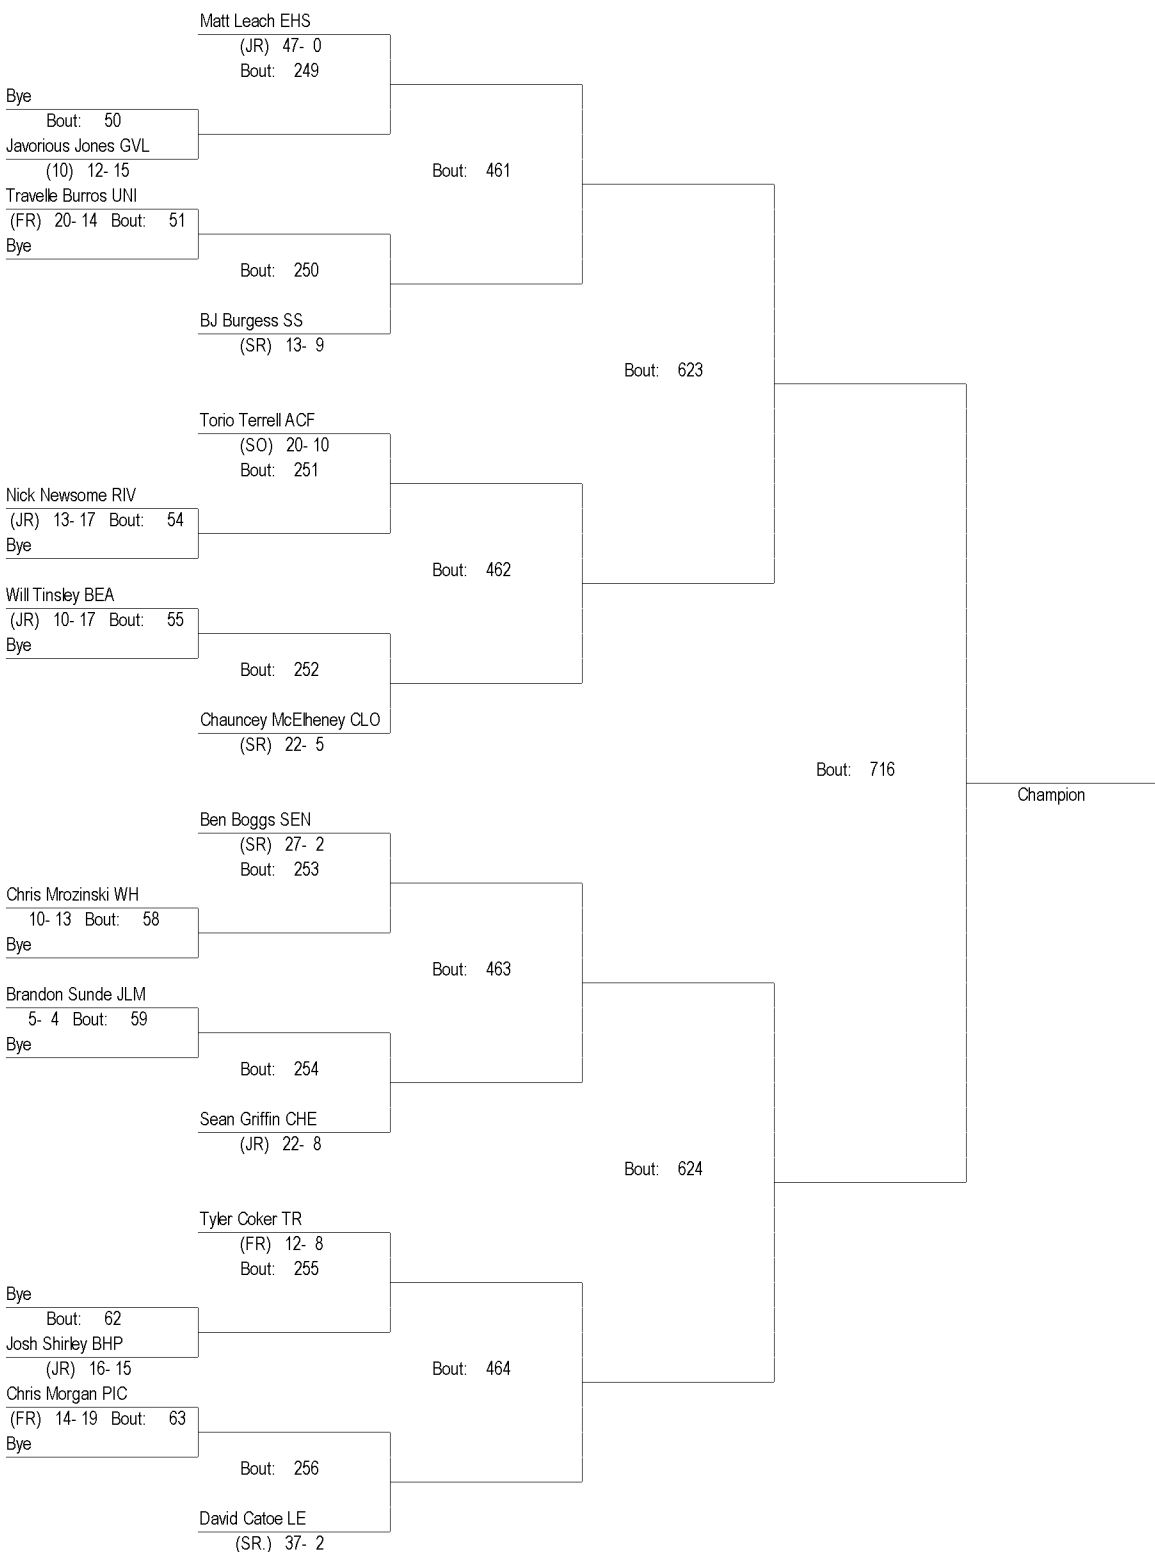 Matt Leach EHS
(JR) 47- 0
Bout: 249
Bye
Bout: 50
Javorious Jones GVL
(10) 12- 15
Bout: 461
Travelle Burros UNI
(FR) 20- 14 Bout: 51
Bye
Bout: 250
BJ Burgess SS
(SR) 13- 9
Bout: 623
Torio Terrell ACF
(SO) 20- 10
Bout: 251
Nick Newsome RIV
(JR) 13- 17 Bout: 54
Bye
Bout: 462
Will Tinsley BEA
(JR) 10- 17 Bout: 55
Bye
Bout: 252
Chauncey McElheney CLO
(SR) 22- 5
Bout: 716
Champion
Ben Boggs SEN
(SR) 27- 2
Bout: 253
Chris Mrozinski WH
10- 13 Bout: 58
Bye
Bout: 463
Brandon Sunde JLM
5- 4 Bout: 59
Bye
Bout: 254
Sean Griffin CHE
(JR) 22- 8
Bout: 624
Tyler Coker TR
(FR) 12- 8
Bout: 255
Bye
Bout: 62
Josh Shirley BHP
(JR) 16- 15
Bout: 464
Chris Morgan PIC
(FR) 14- 19 Bout: 63
Bye
Bout: 256
David Catoe LE
(SR.) 37- 2